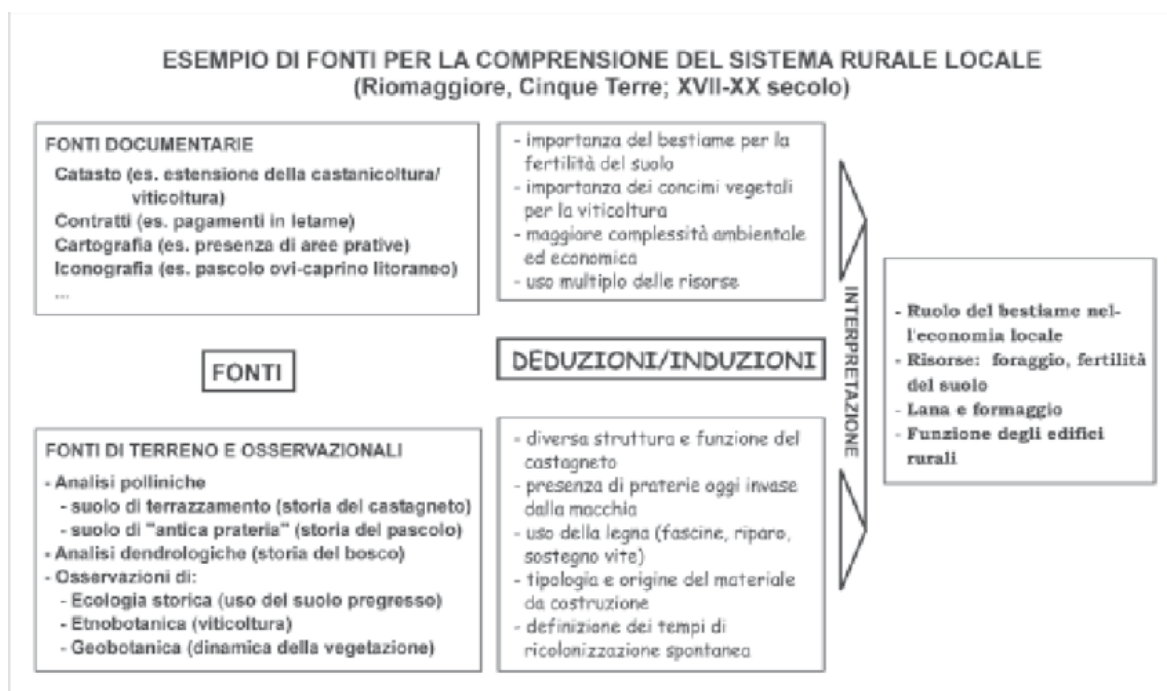 ESEMPIO DI FONTI PER LA COMPRENSIONE DEL SISTEMA RURALE LOCALE
(Riomaggiore, Cinque Terre; XVII-XX secolo)
FONTI DOCUMENTARIE
Catasto (es. estensione della castanicoltura/
viticoltura)
Contratti (es. pagamenti in letame)
Cartografia (es. presenza di aree prative)
Iconografia (es. pascolo ovi-caprino litoraneo)
...
FONTI
FONTI DI TERRENO E OSSERVAZIONALI
- Analisi polliniche
- suolo di terrazzamento (storia del castagneto)
- suolo di "antica prateria" (storia del pascolo)
- Analisi dendrologiche (storia del bosco)
- Osservazioni di:
- Ecologia storica (uso del suolo pregresso)
- Etnobotanica (viticoltura)
- Geobotanica (dinamica della vegetazione)
- importanza del bestiame per la
fertilità del suolo
- importanza dei concimi vegetali
per la viticoltura
- maggiore complessità ambientale
ed economica
- uso multiplo delle risorse
DEDUZIONI/INDUZIONI
- diversa struttura e funzione del
castagneto
- presenza di praterie oggi invase
dalla macchia
- uso della legna (fascine, riparo,
sostegno vite)
- tipologia e origine del materiale
da costruzione
- definizione dei tempi di
ricolonizzazione spontanea
INTERPRETAZIONE
- Ruolo del bestiame nel-
l'economia locale
- Risorse: foraggio, fertilità
del suolo
- Lana e formaggio
- Funzione degli edifici
rurali